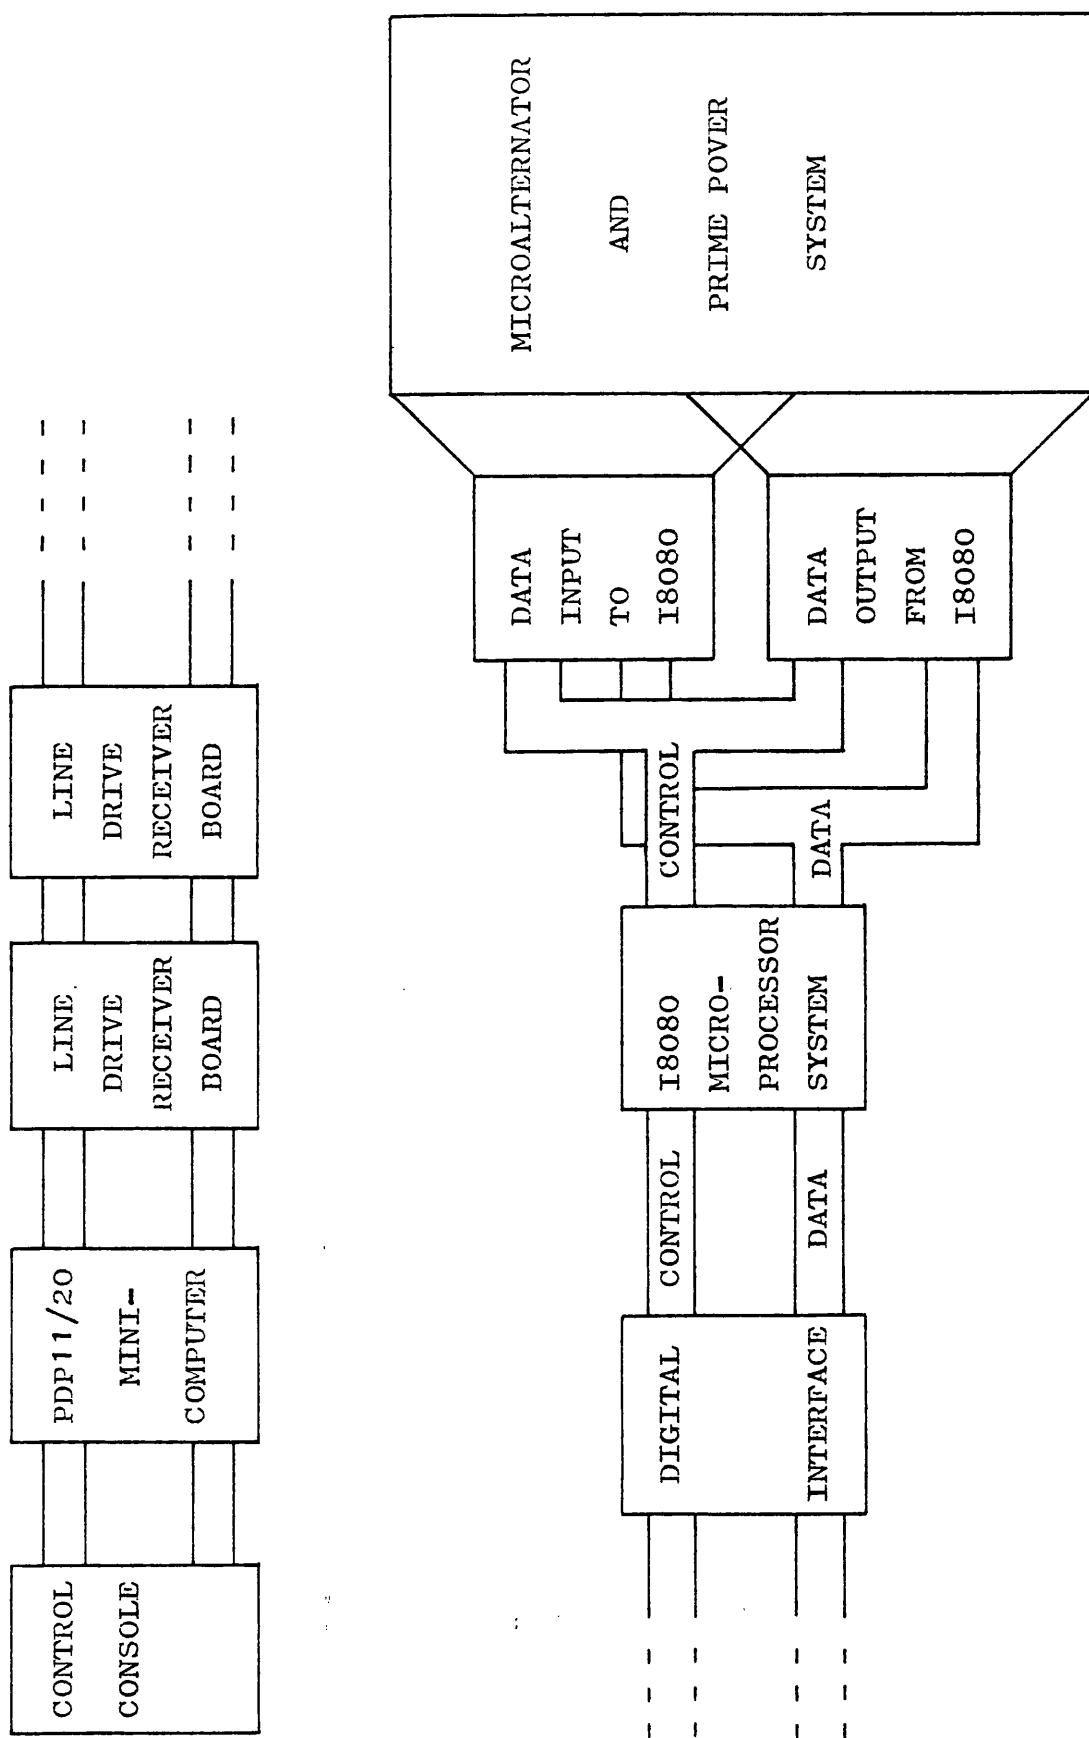 CONTROL
CONSOLE
PDP11/20
MINI-
COMPUTER
LINE
DRIVE
RECEIVER
BOARD
LINE
DRIVE
RECEIVER
BOARD
DIGITAL
INTERFACE
CONTROL
DATA
I8080
MICRO-
PROCESSOR
SYSTEM
CONTROL
DATA
DATA
INPUT
TO
I8080
DATA
OUTPUT
FROM
I8080
MICROALTERNATOR
AND
PRIME POVER
SYSTEM